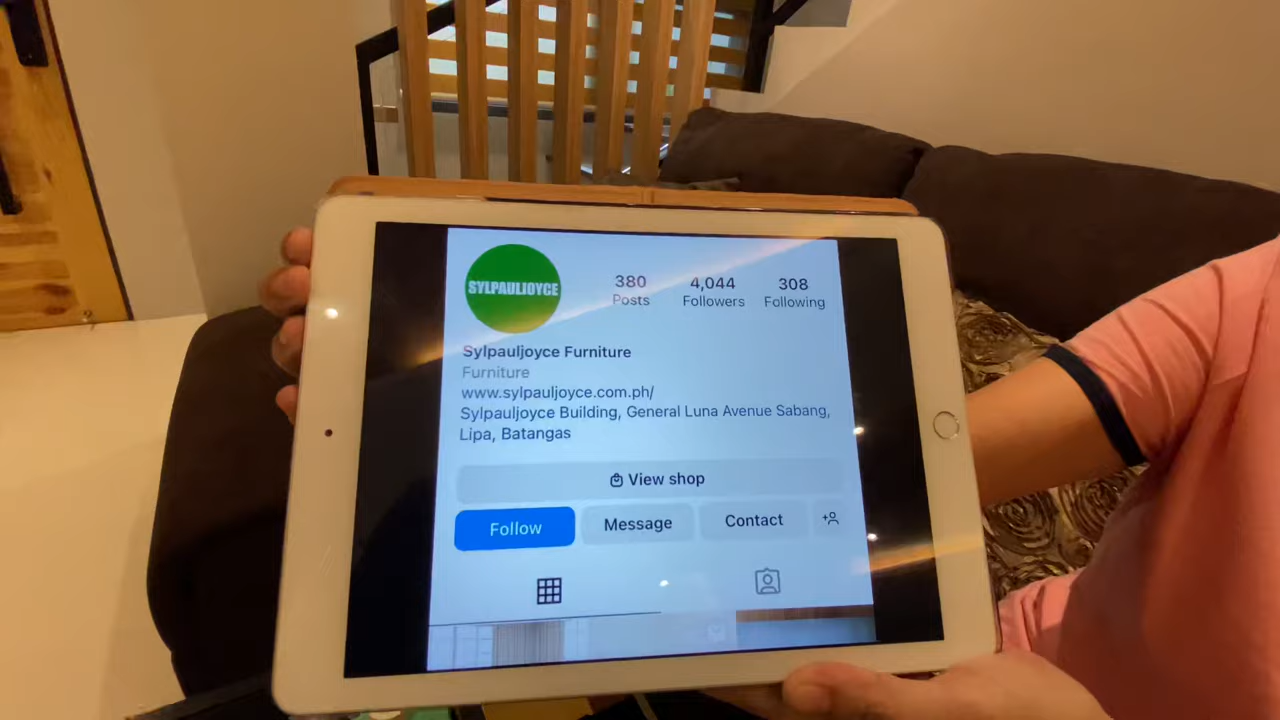 SYLPAULJOYCE
380 4,044 308
Posts Followers Following
Sylpauljoyce Furniture
Furniture
www.sylpauljoyce.com.ph/
Sylpauljoyce Building, General Luna Avenue Sabang,
Lipa, Batangas
View shop
Follow Message Contact